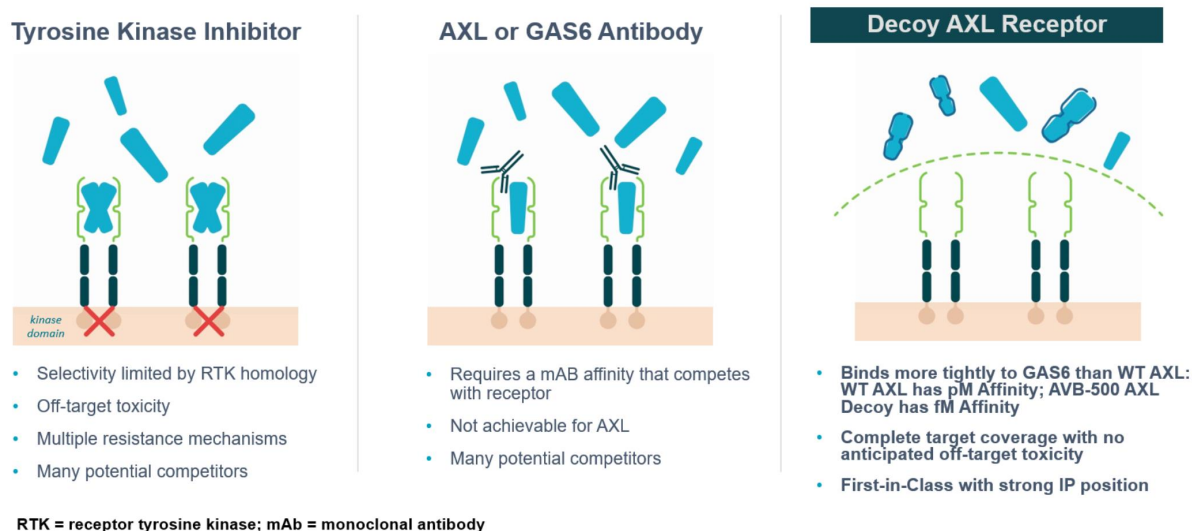 Tyrosine Kinase Inhibitor
kinase
domain
• Selectivity limited by RTK homology
• Off-target toxicity
• Multiple resistance mechanisms
• Many potential competitors
AXL or GAS6 Antibody
• Requires a mAB affinity that competes
with receptor
• Not achievable for AXL
• Many potential competitors
Decoy AXL Receptor
• Binds more tightly to GAS6 than WT AXL:
WT AXL has pM Affinity; AVB-500 AXL
Decoy has fM Affinity
• Complete target coverage with no
anticipated off-target toxicity
• First-in-Class with strong IP position
RTK = receptor tyrosine kinase; mAb = monoclonal antibody